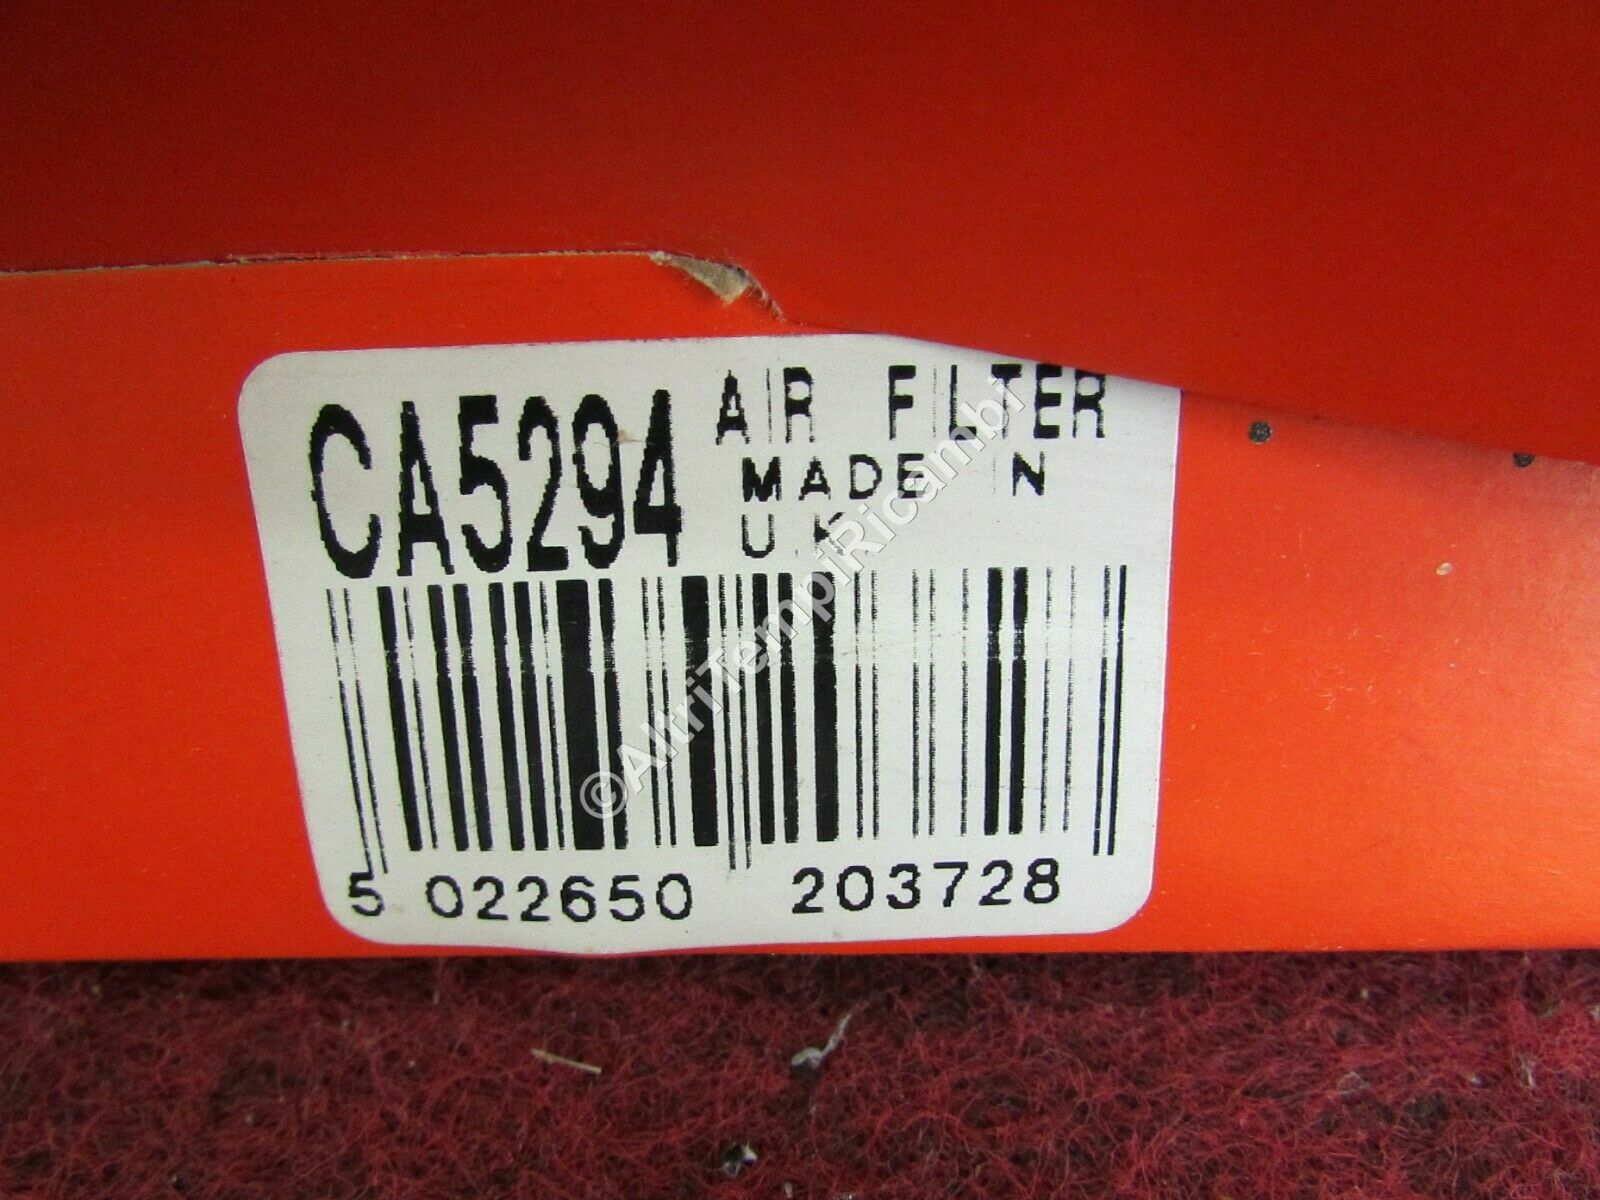 CA5294 AIR FILTER
MADE IN
U.K
5 022650 203728
©AltriTempiRicambi